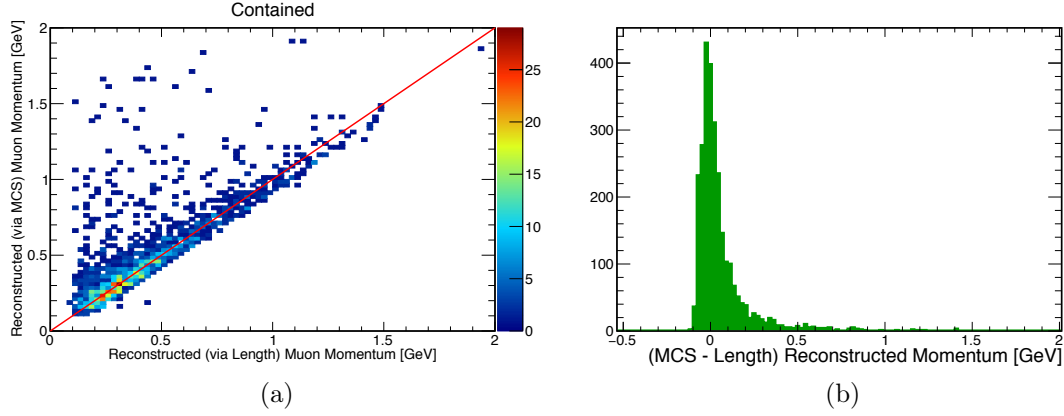 Contained
Reconstructed (via MCS) Muon Momentum [GeV]
2
1.5
1
0.5
0
0 0.5 1 1.5 2
Reconstructed (via Length) Muon Momentum [GeV]
25
20
15
10
5
0
(a)
400
300
200
100
0
-0.5 0 0.5 1 1.5 2
(MCS - Length) Reconstructed Momentum [GeV]
(b)